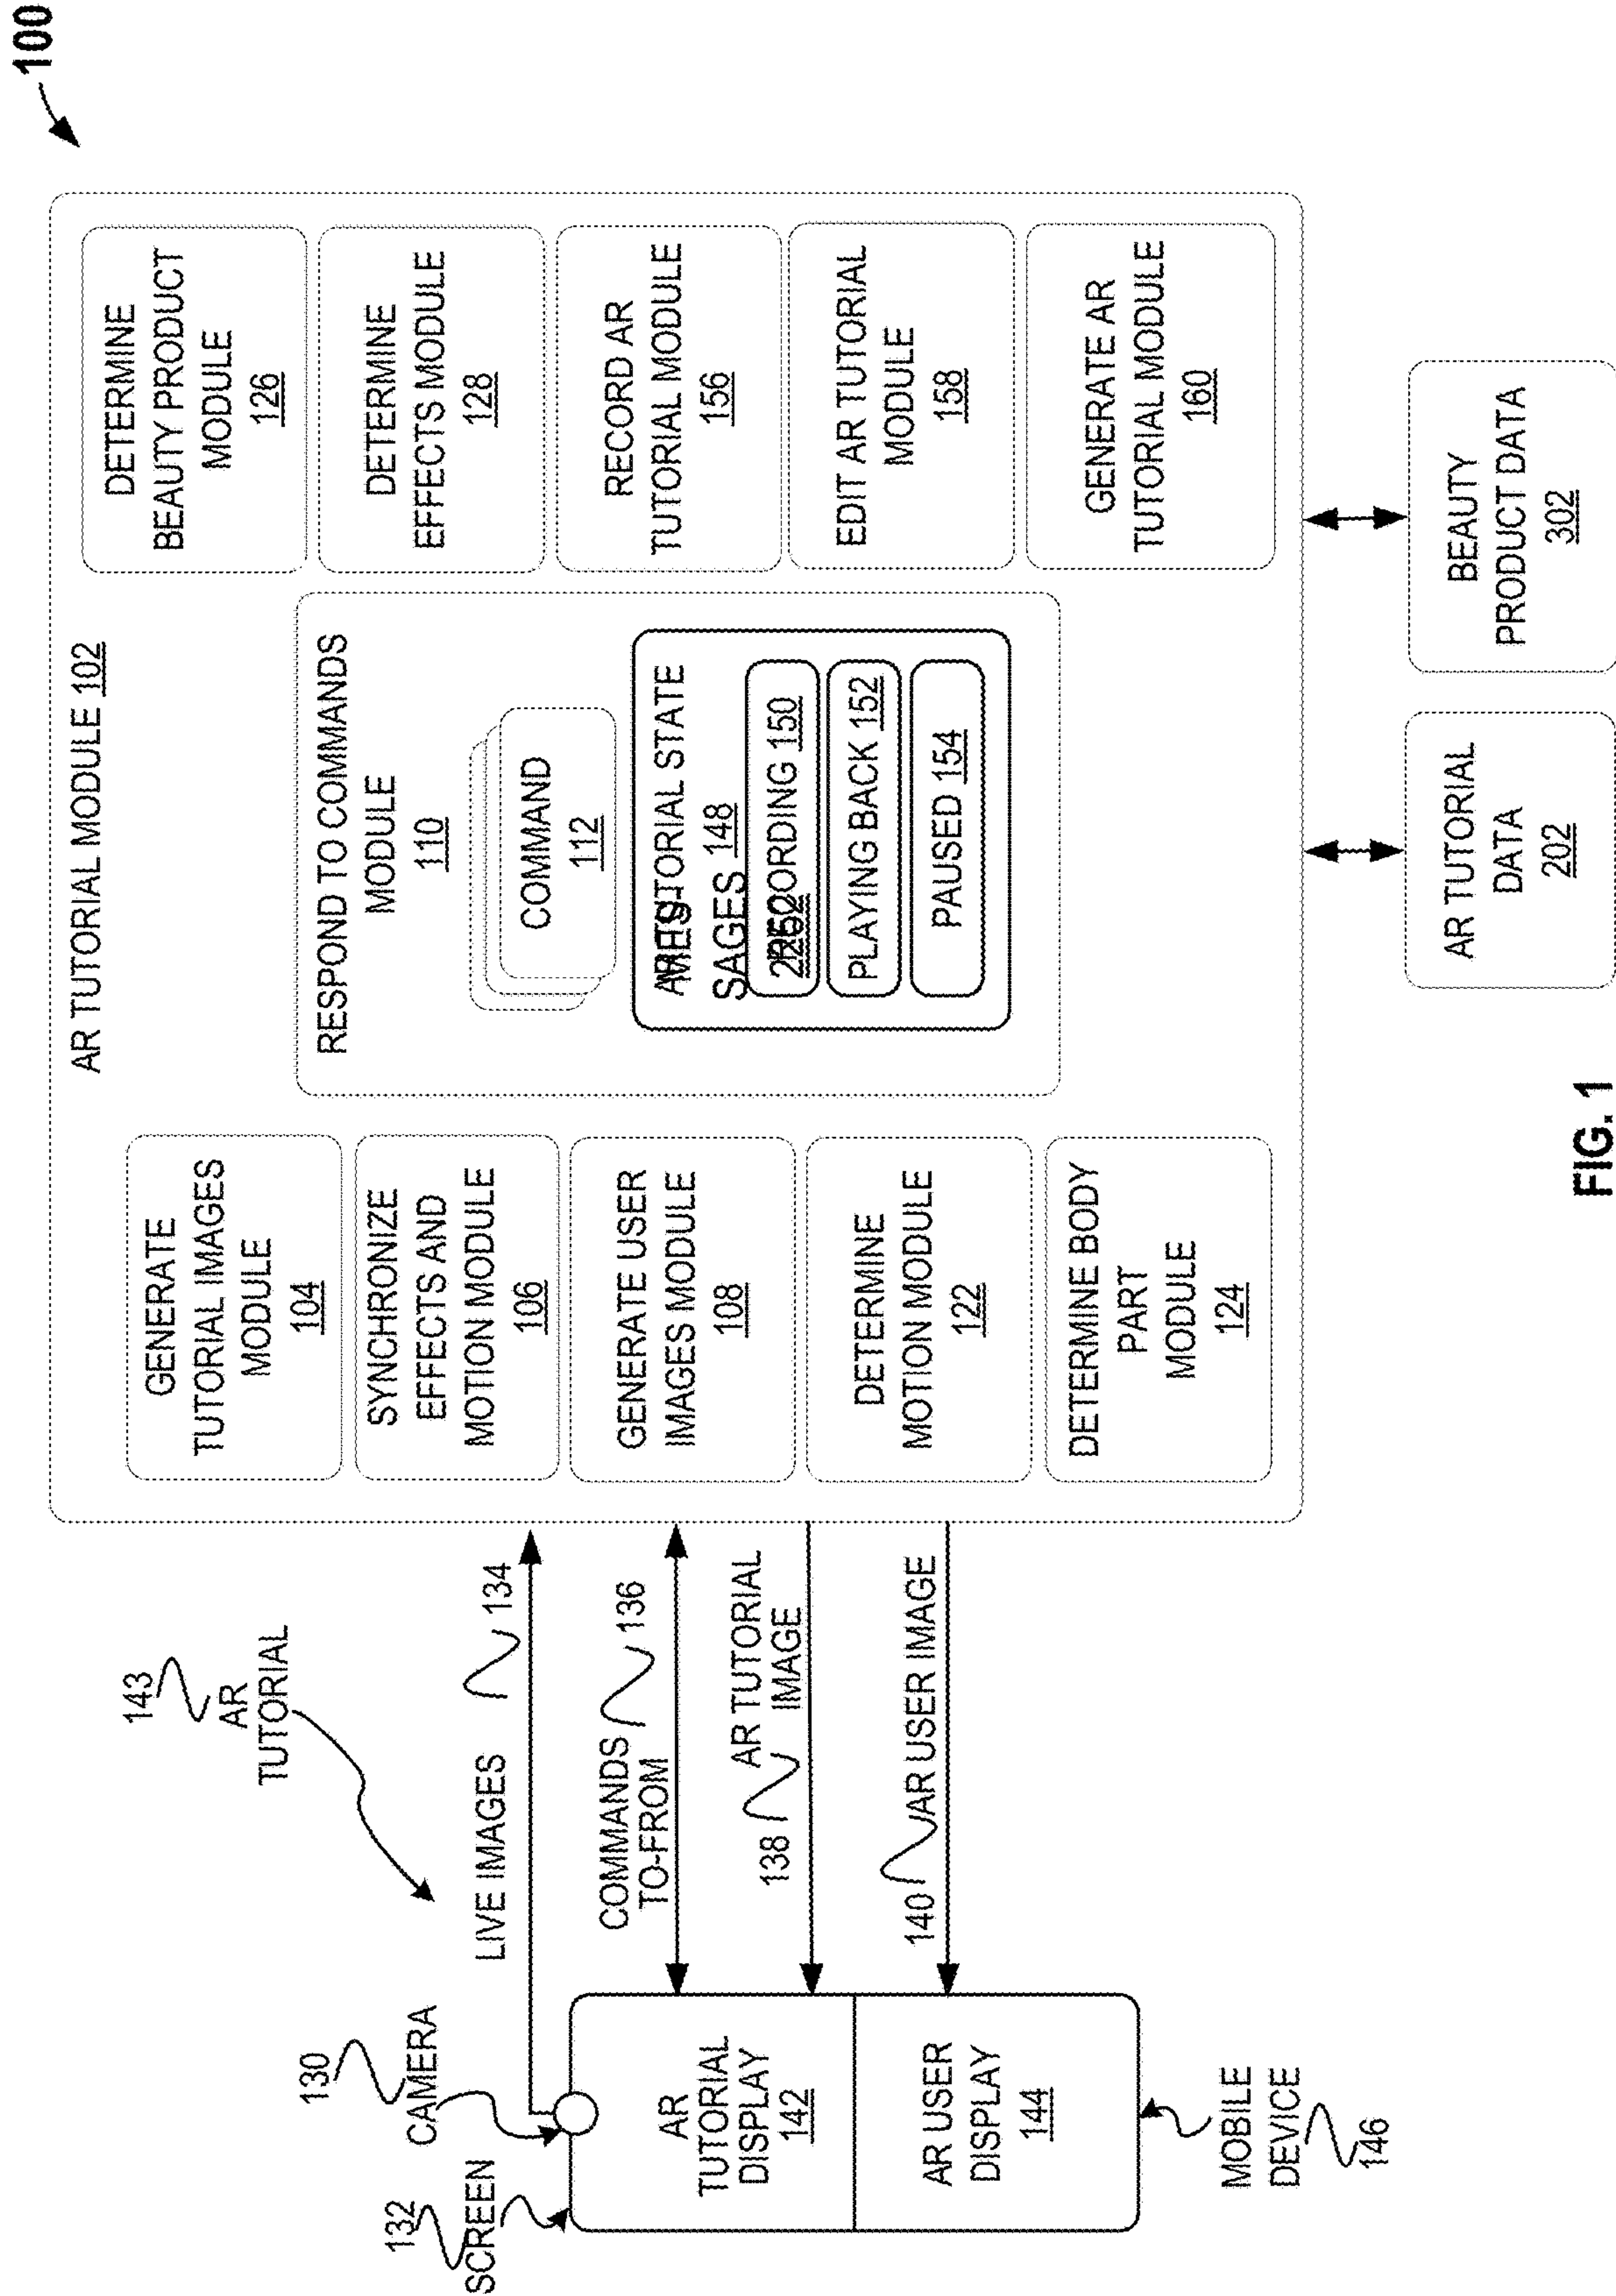 100
AR TUTORIAL MODULE 102
GENERATE
TUTORIAL IMAGES
MODULE
104
SYNCHRONIZE
EFFECTS AND
MOTION MODULE
106
GENERATE USER
IMAGES MODULE
108
DETERMINE
MOTION MODULE
122
DETERMINE BODY
PART
MODULE
124
RESPOND TO COMMANDS
MODULE
110
COMMAND
112
AR TUTORIAL STATE
148
MES-
SAGES
RECORDING 150
PLAYING BACK 152
PAUSED 154
DETERMINE
BEAUTY PRODUCT
MODULE
126
DETERMINE
EFFECTS MODULE
128
RECORD AR
TUTORIAL MODULE
156
EDIT AR TUTORIAL
MODULE
158
GENERATE AR
TUTORIAL MODULE
160
143
AR
TUTORIAL
LIVE IMAGES
134
COMMANDS
TO-FROM
136
AR TUTORIAL
IMAGE
138
140
AR USER IMAGE
130
CAMERA
132
SCREEN
AR
TUTORIAL
DISPLAY
142
AR USER
DISPLAY
144
MOBILE
DEVICE
146
AR TUTORIAL
DATA
202
BEAUTY
PRODUCT DATA
302
FIG. 1